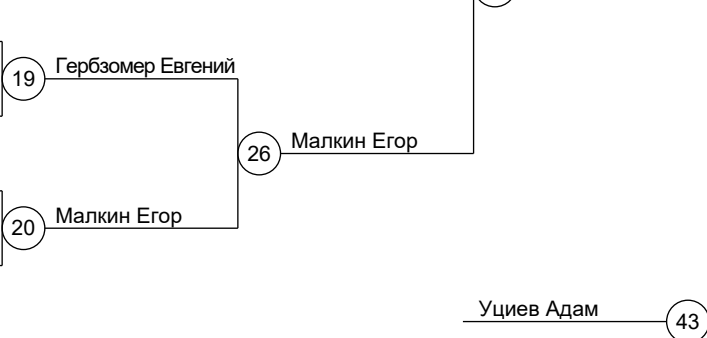 19 Гербзомер Евгений
26 Малкин Егор
20 Малкин Егор
Уциев Адам 43